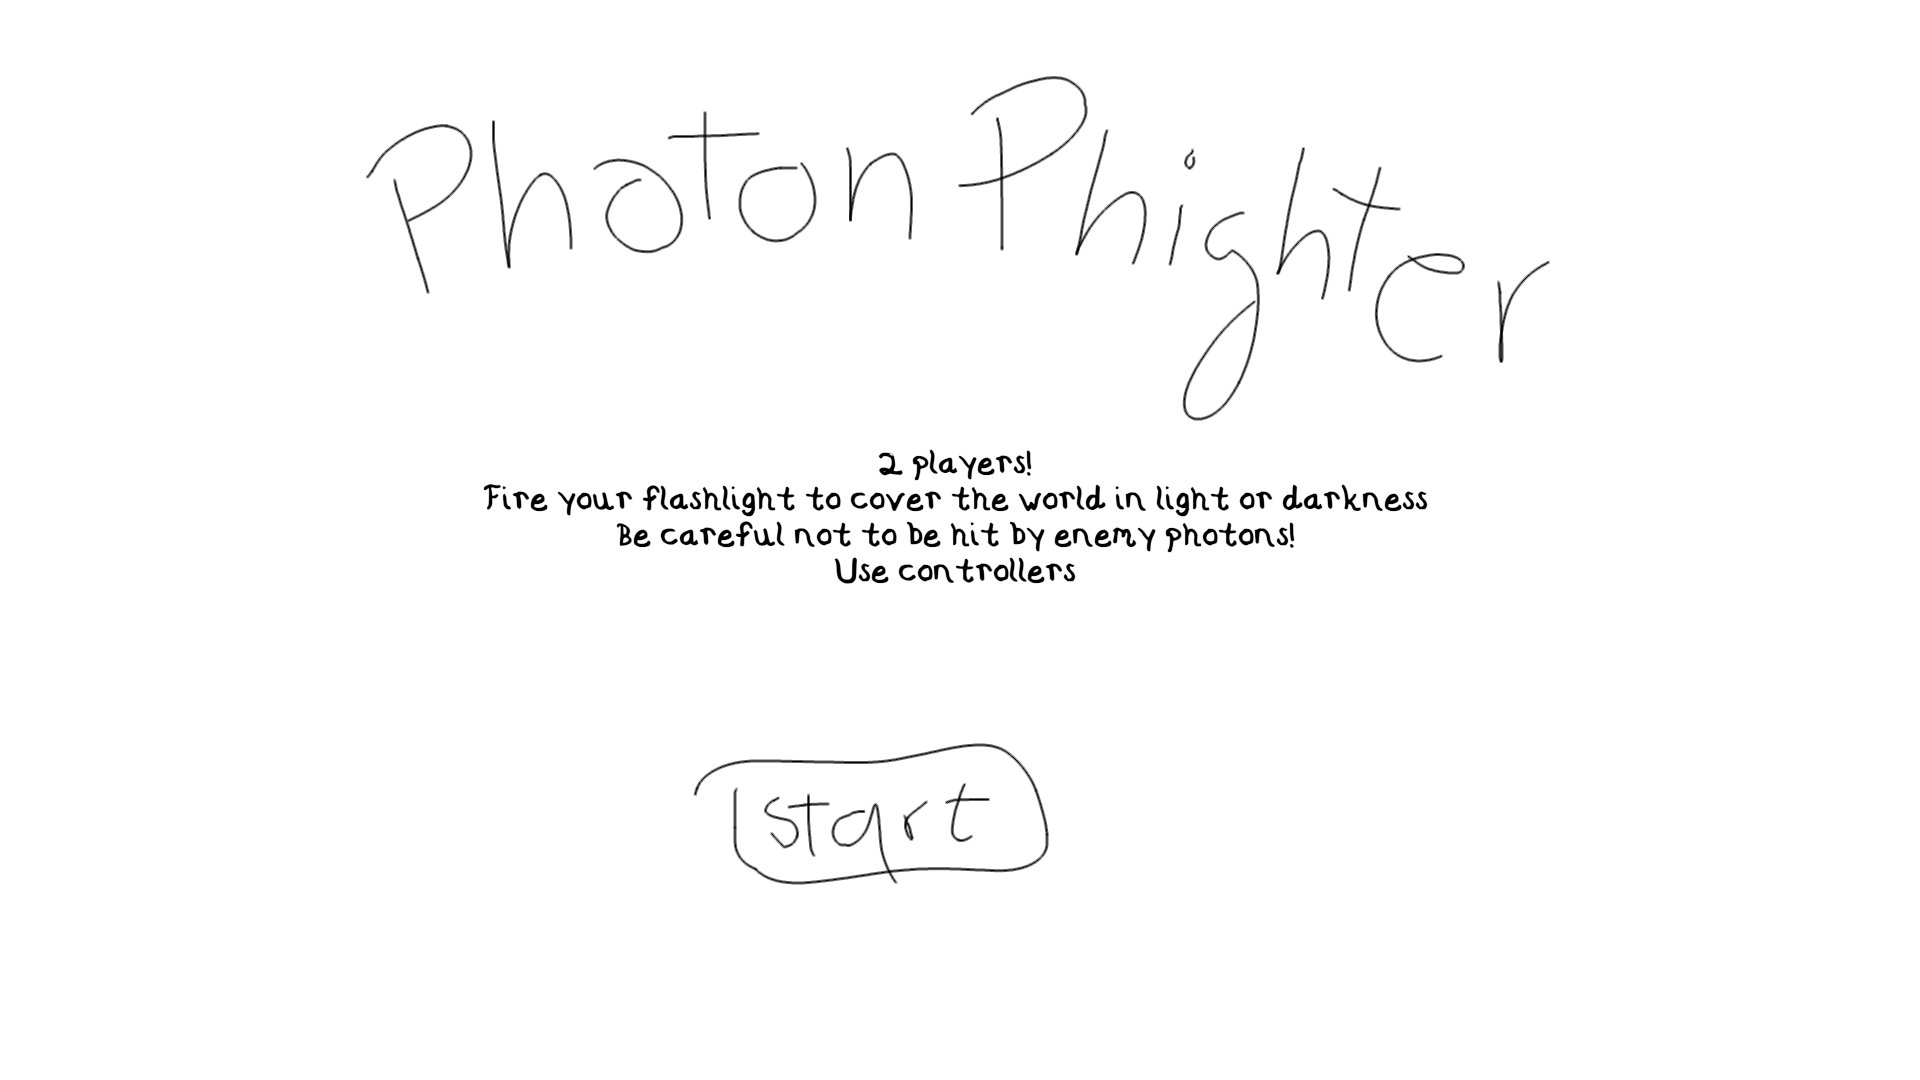 Photon Phighter
2 players!
Fire your flashlight to cover the world in light or darkness
Be careful not to be hit by enemy photons!
Use controllers
start